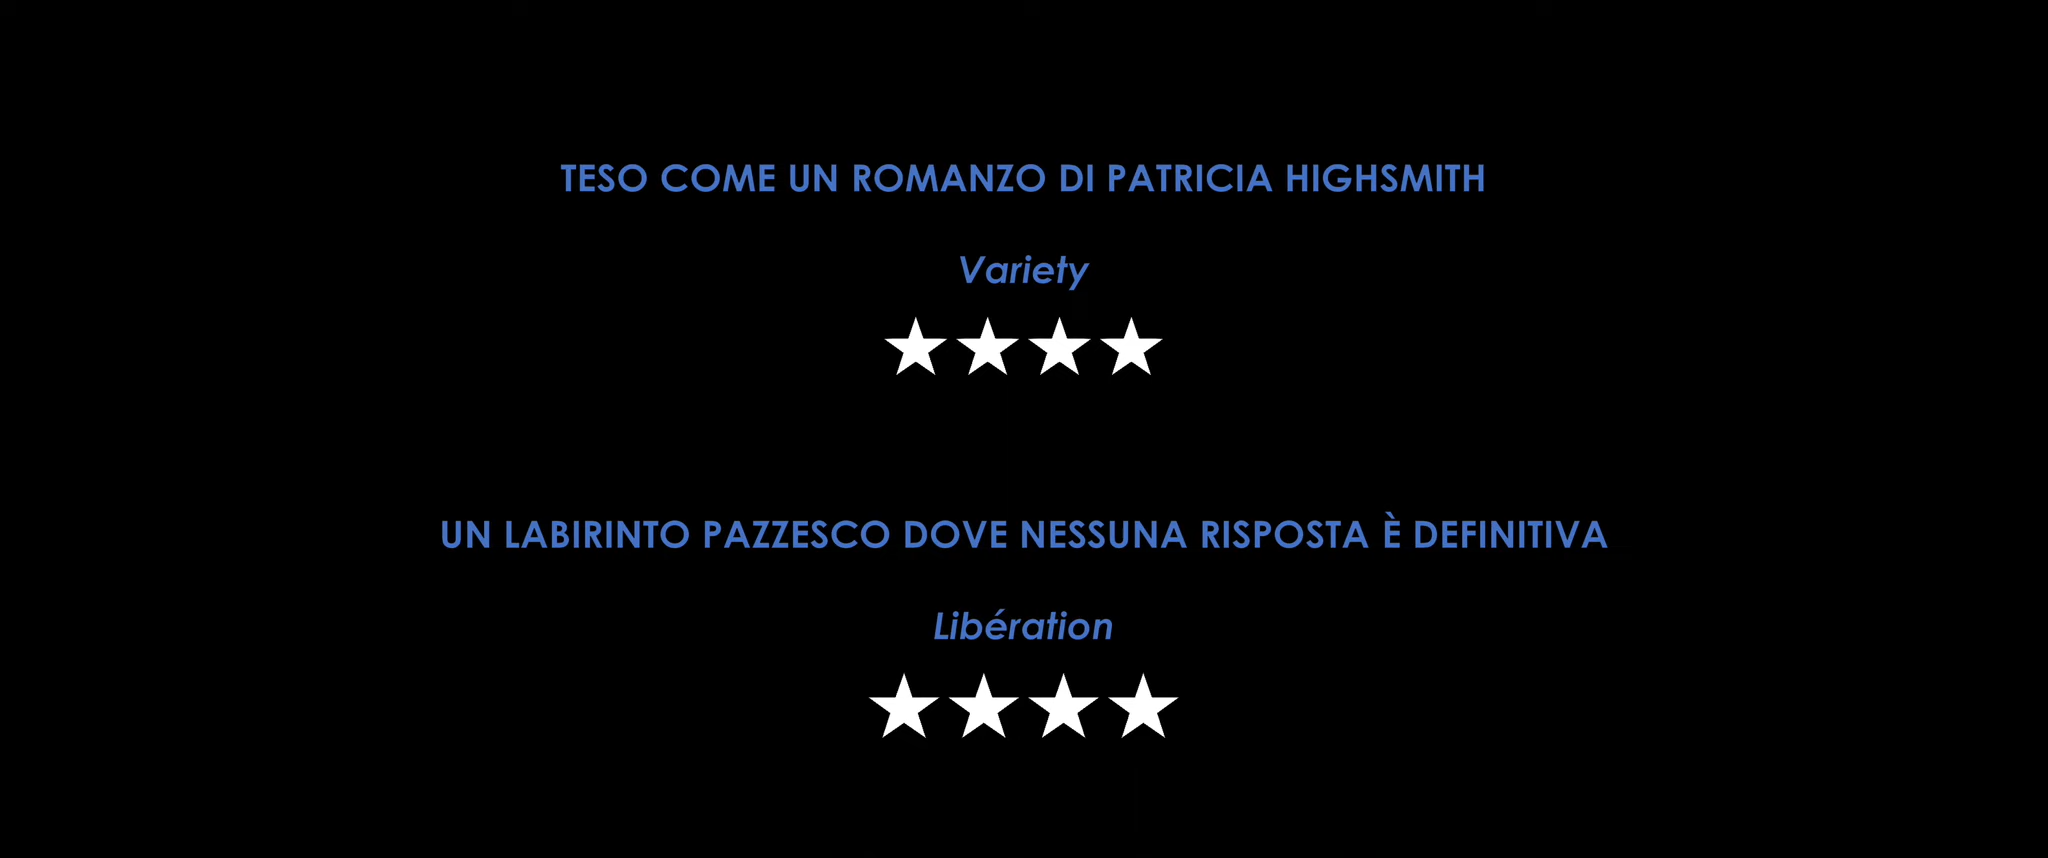 TESO COME UN ROMANZO DI PATRICIA HIGHSMITH
Variety
★★★★
UN LABIRINTO PAZZESCO DOVE NESSUNA RISPOSTA È DEFINITIVA
Libération
★★★★